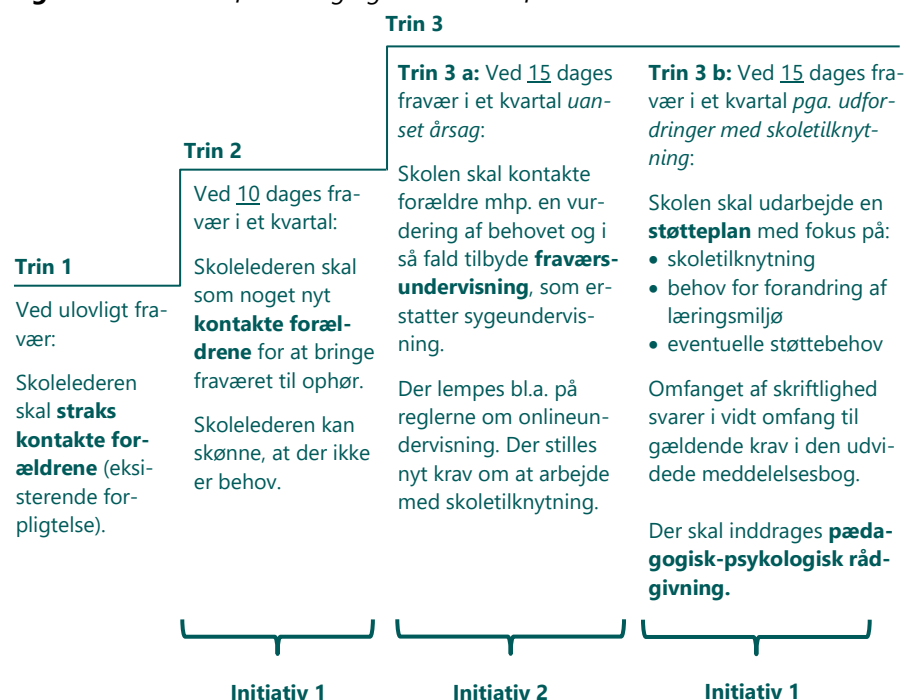 Trin 3
Trin 3 a: Ved 15 dages
fravær i et kvartal uan-
set årsag:
Skolen skal kontakte
forældre mhp. en vur-
dering af behovet og i
så fald tilbyde fraværs-
undervisning, som er-
statter sygeundervis-
ning.
Der lempes bl.a. på
reglerne om onlineun-
dervisning. Der stilles
nyt krav om at arbejde
med skoletilknytning.
Trin 3 b: Ved 15 dages fra-
vær i et kvartal pga. udfor-
dringer med skoletilknyt-
ning:
Skolen skal udarbejde en
støtteplan med fokus på:
• skoletilknytning
• behov for forandring af
læringsmiljø
• eventuelle støttebehov
Omfanget af skriftlighed
svarer i vidt omfang til
gældende krav i den udvi-
dede meddelelsesbog.
Der skal inddrages pæda-
gogisk-psykologisk råd-
givning.
Trin 2
Ved 10 dages fra-
vær i et kvartal:
Skolelederen skal
som noget nyt
kontakte foræl-
drene for at bringe
fraværet til ophør.
Skolelederen kan
skønne, at der ikke
er behov.
Trin 1
Ved ulovligt fra-
vær:
Skolelederen
skal straks
kontakte for-
ældrene (eksi-
sterende for-
pligtelse).
Initiativ 1
Initiativ 2
Initiativ 1